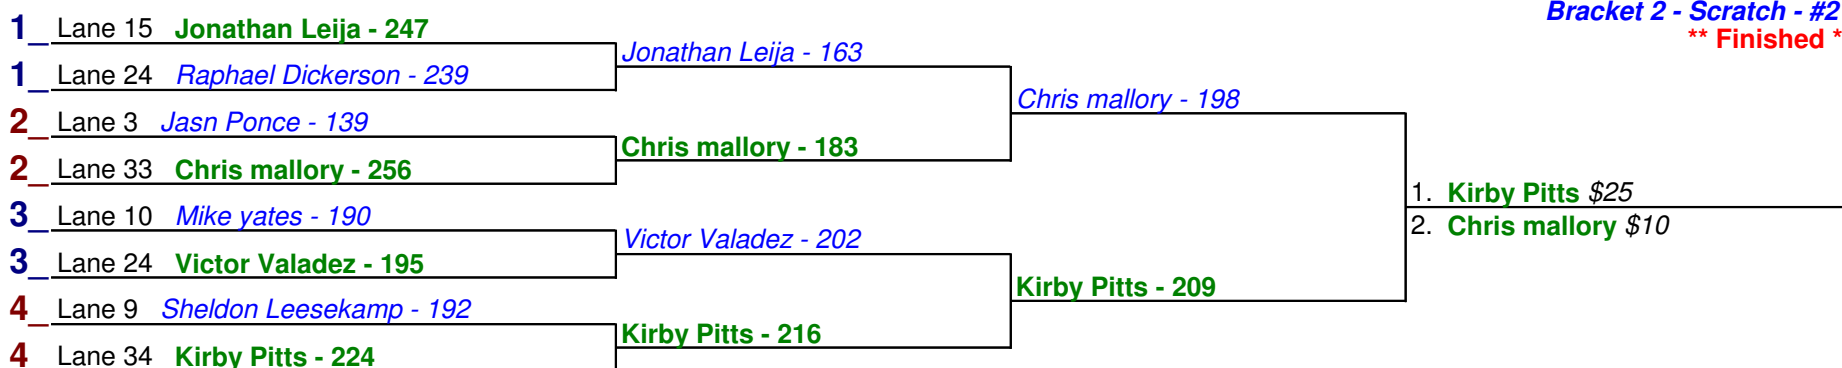 Bracket 2 - Scratch - #2
** Finished *
1_ Lane 15 Jonathan Leija - 247
Jonathan Leija - 163
1_ Lane 24 Raphael Dickerson - 239
Chris mallory - 198
2_ Lane 3 Jasn Ponce - 139
Chris mallory - 183
2_ Lane 33 Chris mallory - 256
1. Kirby Pitts $25
2. Chris mallory $10
3_ Lane 10 Mike yates - 190
Victor Valadez - 202
3_ Lane 24 Victor Valadez - 195
Kirby Pitts - 209
4_ Lane 9 Sheldon Leesekamp - 192
Kirby Pitts - 216
4 Lane 34 Kirby Pitts - 224